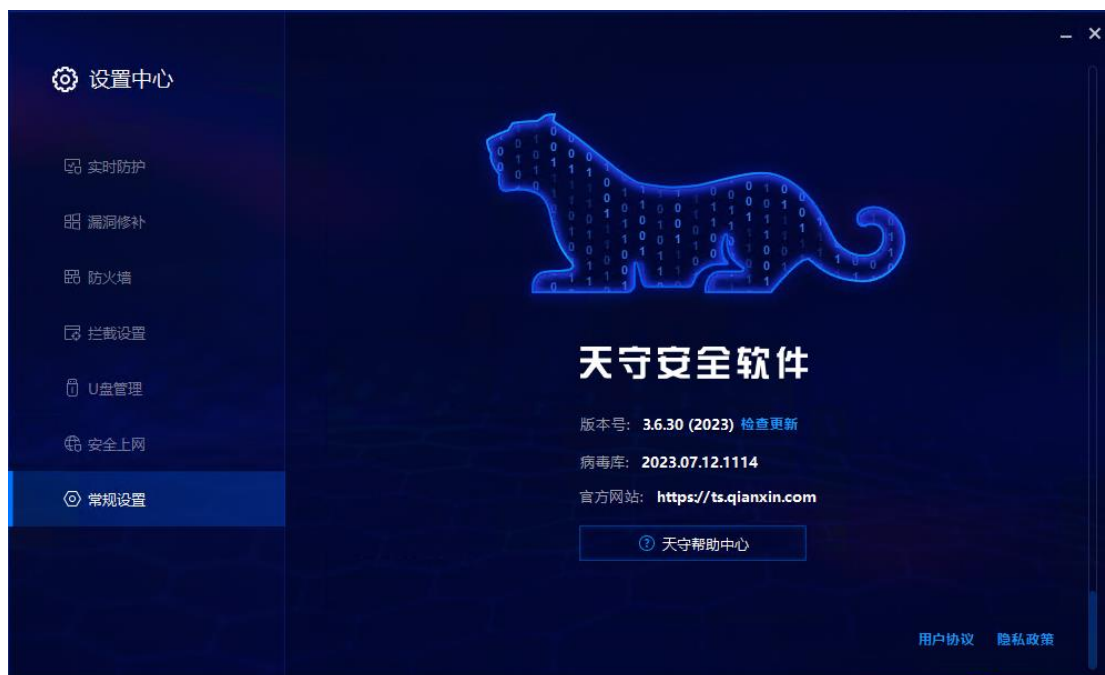 设置中心
实时防护
漏洞修补
防火墙
拦截设置
U盘管理
安全上网
常规设置
天守安全软件
版本号: 3.6.30 (2023) 检查更新
病毒库: 2023.07.12.1114
官方网站: https://ts.qianxin.com
天守帮助中心
用户协议 隐私政策